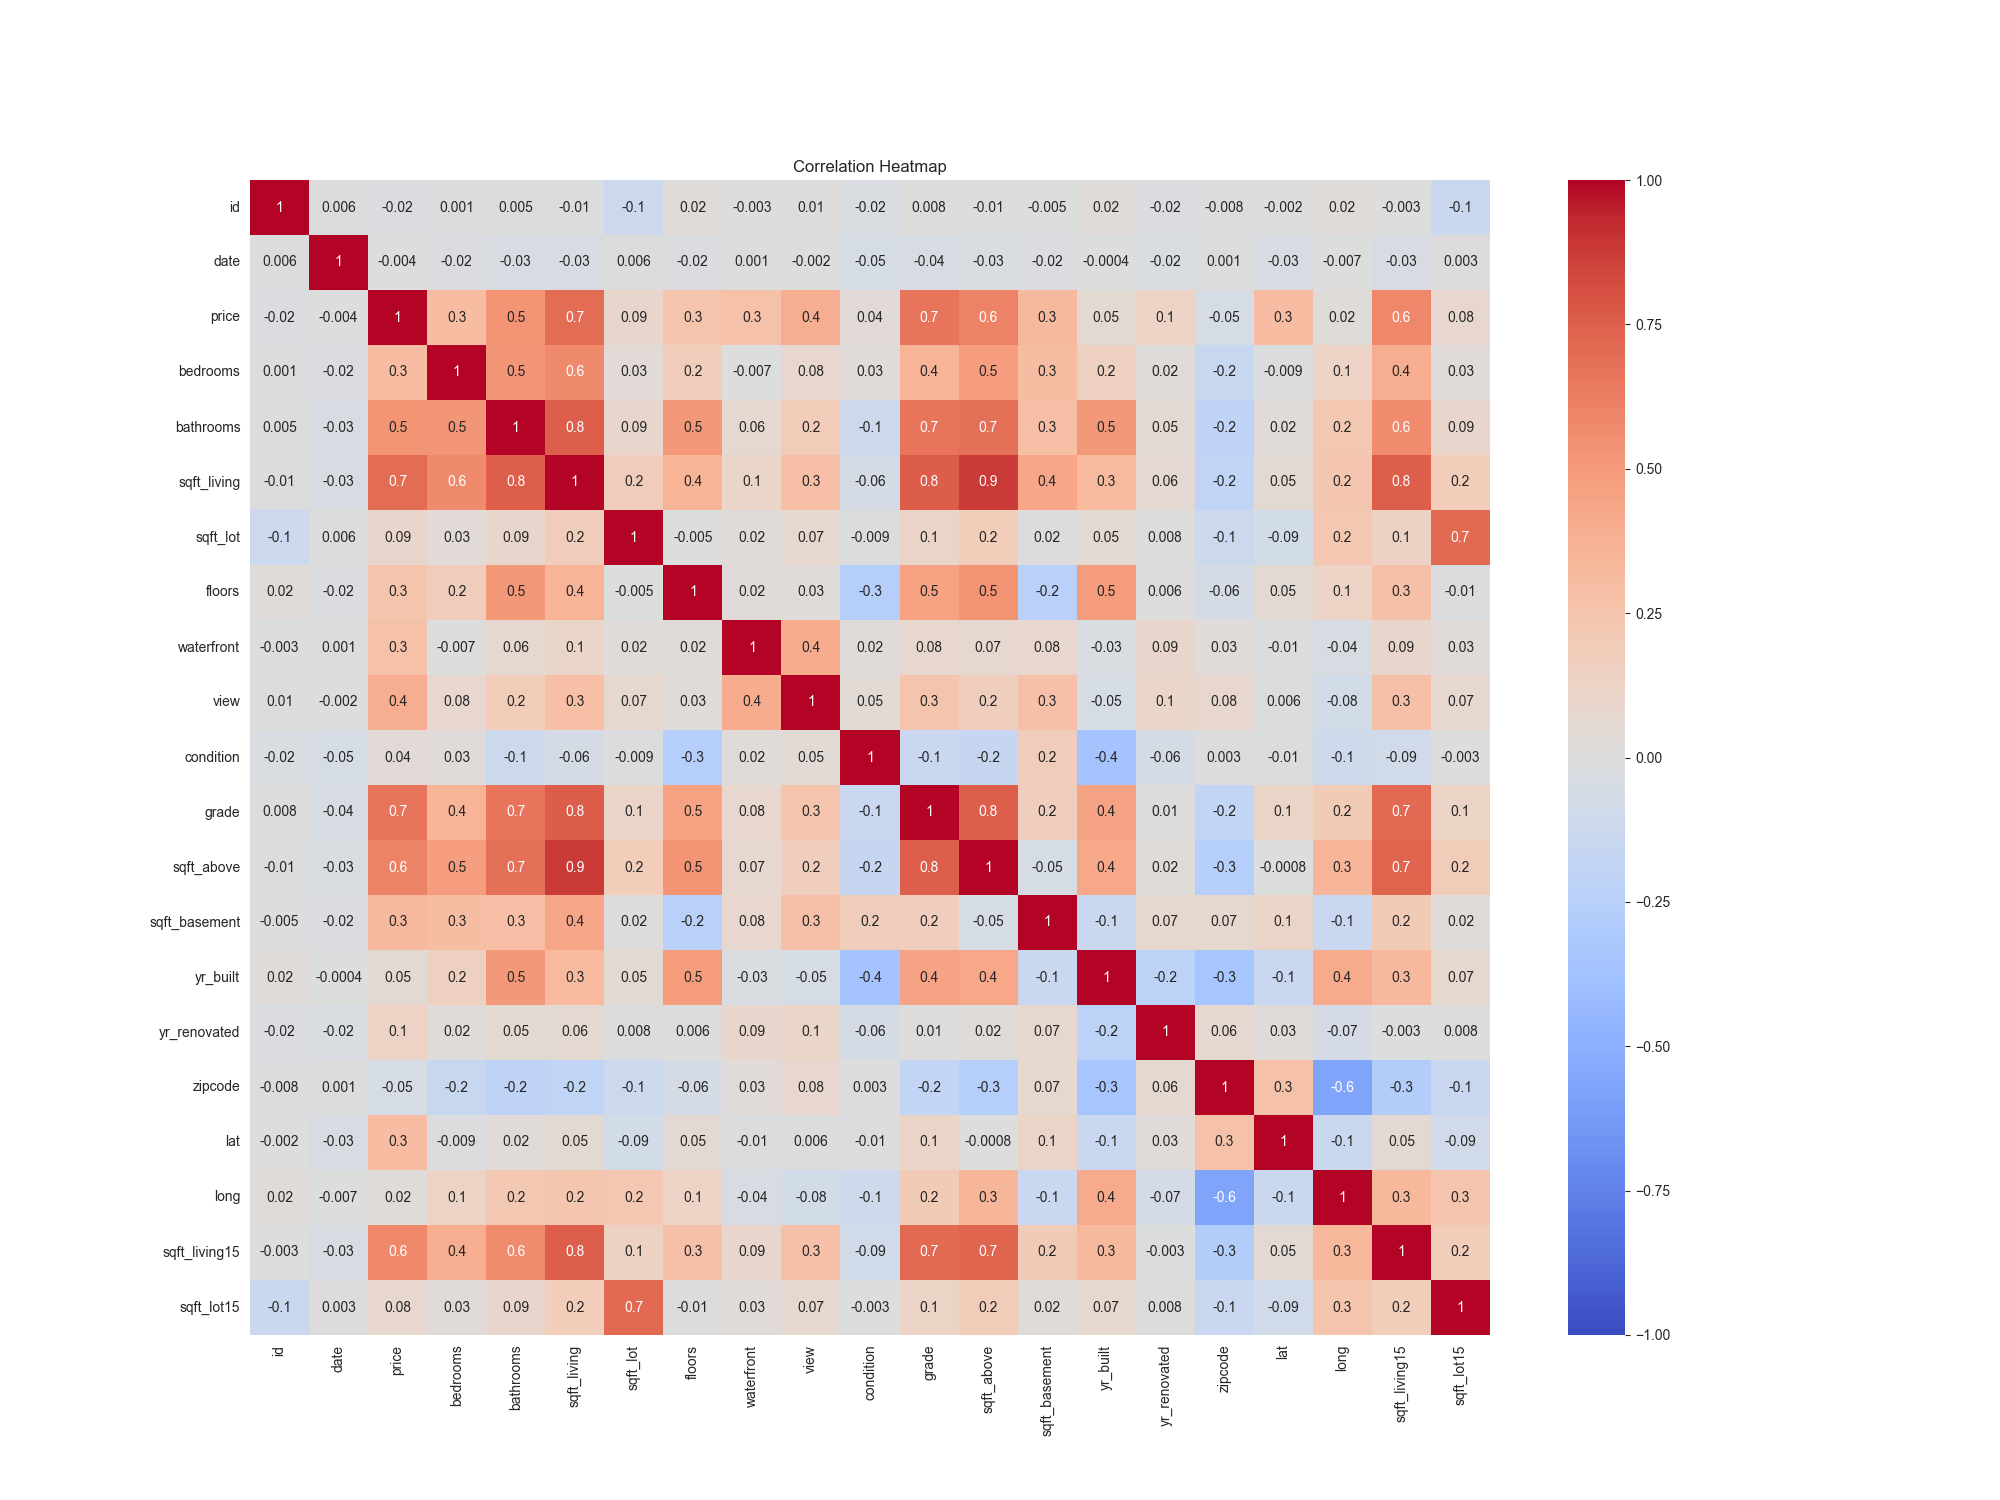 Correlation Heatmap
id 1 0.006 -0.02 0.001 0.005 -0.01 -0.1 0.02 -0.003 0.01 -0.02 0.008 -0.01 -0.005 0.02 -0.02 -0.008 -0.002 0.02 -0.003 -0.1
date 0.006 1 -0.004 -0.02 -0.03 -0.03 0.006 -0.02 0.001 -0.002 -0.05 -0.04 -0.03 -0.02 -0.0004 -0.02 0.001 -0.03 -0.007 -0.03 0.003
price -0.02 -0.004 1 0.3 0.5 0.7 0.09 0.3 0.3 0.4 0.04 0.7 0.6 0.3 0.05 0.1 -0.05 0.3 0.02 0.6 0.08
bedrooms 0.001 -0.02 0.3 1 0.5 0.6 0.03 0.2 -0.007 0.08 0.03 0.4 0.5 0.3 0.2 0.02 -0.2 -0.009 0.1 0.4 0.03
bathrooms 0.005 -0.03 0.5 0.5 1 0.8 0.09 0.5 0.06 0.2 -0.1 0.7 0.7 0.3 0.5 0.05 -0.2 0.02 0.2 0.6 0.09
sqft_living -0.01 -0.03 0.7 0.6 0.8 1 0.2 0.4 0.1 0.3 -0.06 0.8 0.9 0.4 0.3 0.06 -0.2 0.05 0.2 0.8 0.2
sqft_lot -0.1 0.006 0.09 0.03 0.09 0.2 1 -0.005 0.02 0.07 -0.009 0.1 0.2 0.02 0.05 0.008 -0.1 -0.09 0.2 0.1 0.7
floors 0.02 -0.02 0.3 0.2 0.5 0.4 -0.005 1 0.02 0.03 -0.3 0.5 0.5 -0.2 0.5 0.006 -0.06 0.05 0.1 0.3 -0.01
waterfront -0.003 0.001 0.3 -0.007 0.06 0.1 0.02 0.02 1 0.4 0.02 0.08 0.07 0.08 -0.03 0.09 0.03 -0.01 -0.04 0.09 0.03
view 0.01 -0.002 0.4 0.08 0.2 0.3 0.07 0.03 0.4 1 0.05 0.3 0.2 0.3 -0.05 0.1 0.08 0.006 -0.08 0.3 0.07
condition -0.02 -0.05 0.04 0.03 -0.1 -0.06 -0.009 -0.3 0.02 0.05 1 -0.1 -0.2 0.2 -0.4 -0.06 0.003 -0.01 -0.1 -0.09 -0.003
grade 0.008 -0.04 0.7 0.4 0.7 0.8 0.1 0.5 0.08 0.3 -0.1 1 0.8 0.2 0.4 0.01 -0.2 0.1 0.2 0.7 0.1
sqft_above -0.01 -0.03 0.6 0.5 0.7 0.9 0.2 0.5 0.07 0.2 -0.2 0.8 1 -0.05 0.4 0.02 -0.3 -0.0008 0.3 0.7 0.2
sqft_basement -0.005 -0.02 0.3 0.3 0.3 0.4 0.02 -0.2 0.08 0.3 0.2 0.2 -0.05 1 -0.1 0.07 0.07 0.1 -0.1 0.2 0.02
yr_built 0.02 -0.0004 0.05 0.2 0.5 0.3 0.05 0.5 -0.03 -0.05 -0.4 0.4 0.4 -0.1 1 -0.2 -0.3 -0.1 0.4 0.3 0.07
yr_renovated -0.02 -0.02 0.1 0.02 0.05 0.06 0.008 0.006 0.09 0.1 -0.06 0.01 0.02 0.07 -0.2 1 0.06 0.03 -0.07 -0.003 0.008
zipcode -0.008 0.001 -0.05 -0.2 -0.2 -0.2 -0.1 -0.06 0.03 0.08 0.003 -0.2 -0.3 0.07 -0.3 0.06 1 0.3 -0.6 -0.3 -0.1
lat -0.002 -0.03 0.3 -0.009 0.02 0.05 -0.09 0.05 -0.01 0.006 -0.01 0.1 -0.0008 0.1 -0.1 0.03 0.3 1 -0.1 0.05 -0.09
long 0.02 -0.007 0.02 0.1 0.2 0.2 0.2 0.1 -0.04 -0.08 -0.1 0.2 0.3 -0.1 0.4 -0.07 -0.6 -0.1 1 0.3 0.3
sqft_living15 -0.003 -0.03 0.6 0.4 0.6 0.8 0.1 0.3 0.09 0.3 -0.09 0.7 0.7 0.2 0.3 -0.003 -0.3 0.05 0.3 1 0.2
sqft_lot15 -0.1 0.003 0.08 0.03 0.09 0.2 0.7 -0.01 0.03 0.07 -0.003 0.1 0.2 0.02 0.07 0.008 -0.1 -0.09 0.3 0.2 1
id date price bedrooms bathrooms sqft_living sqft_lot floors waterfront view condition grade sqft_above sqft_basement yr_built yr_renovated zipcode lat long sqft_living15 sqft_lot15
1.00
0.75
0.50
0.25
0.00
−0.25
−0.50
−0.75
−1.00